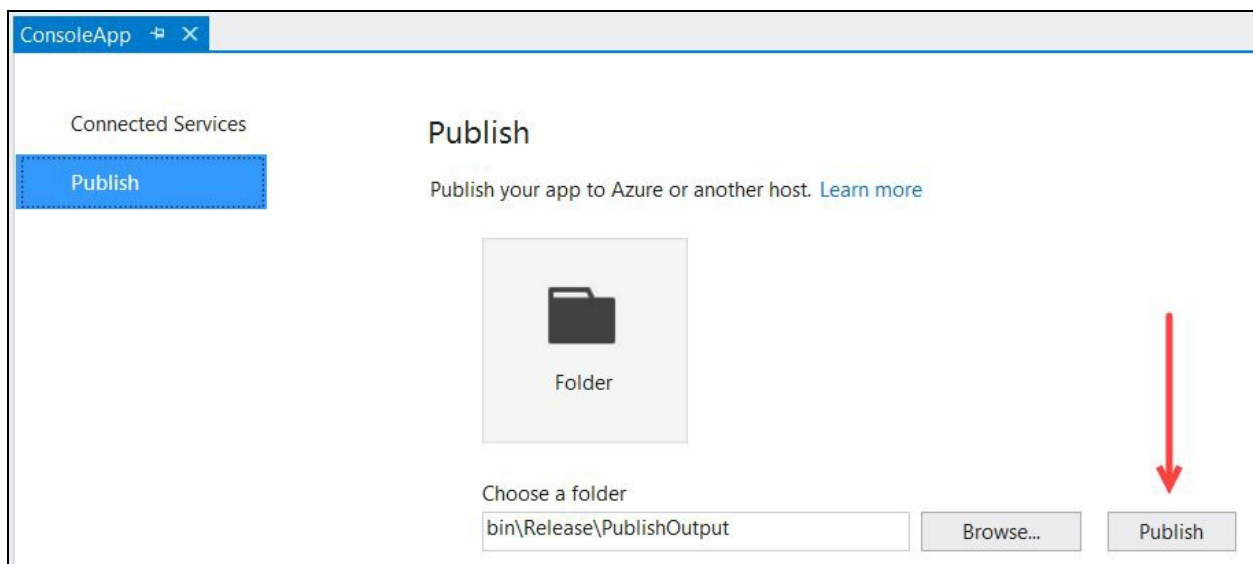 ConsoleApp
Connected Services
Publish
Publish
Publish your app to Azure or another host. Learn more
Folder
Choose a folder
bin\Release\PublishOutput
Browse...
Publish